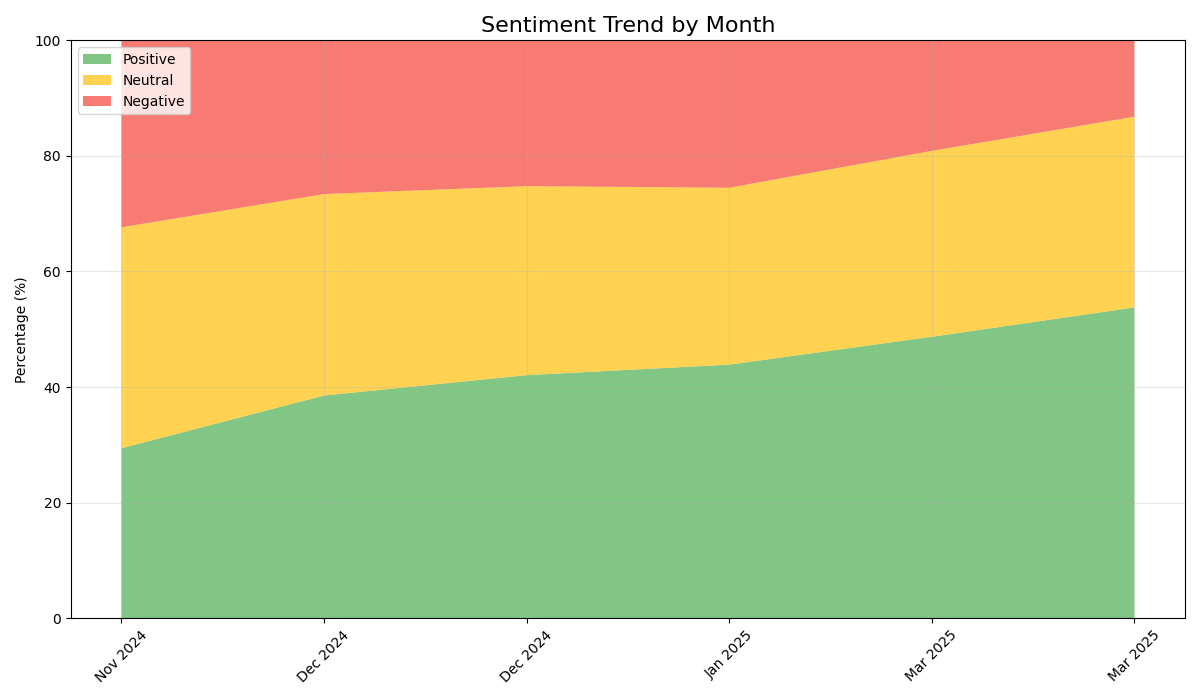 Sentiment Trend by Month
Positive
Neutral
Negative
Percentage (%)
100
80
60
40
20
0
Nov 2024
Dec 2024
Dec 2024
Jan 2025
Mar 2025
Mar 2025